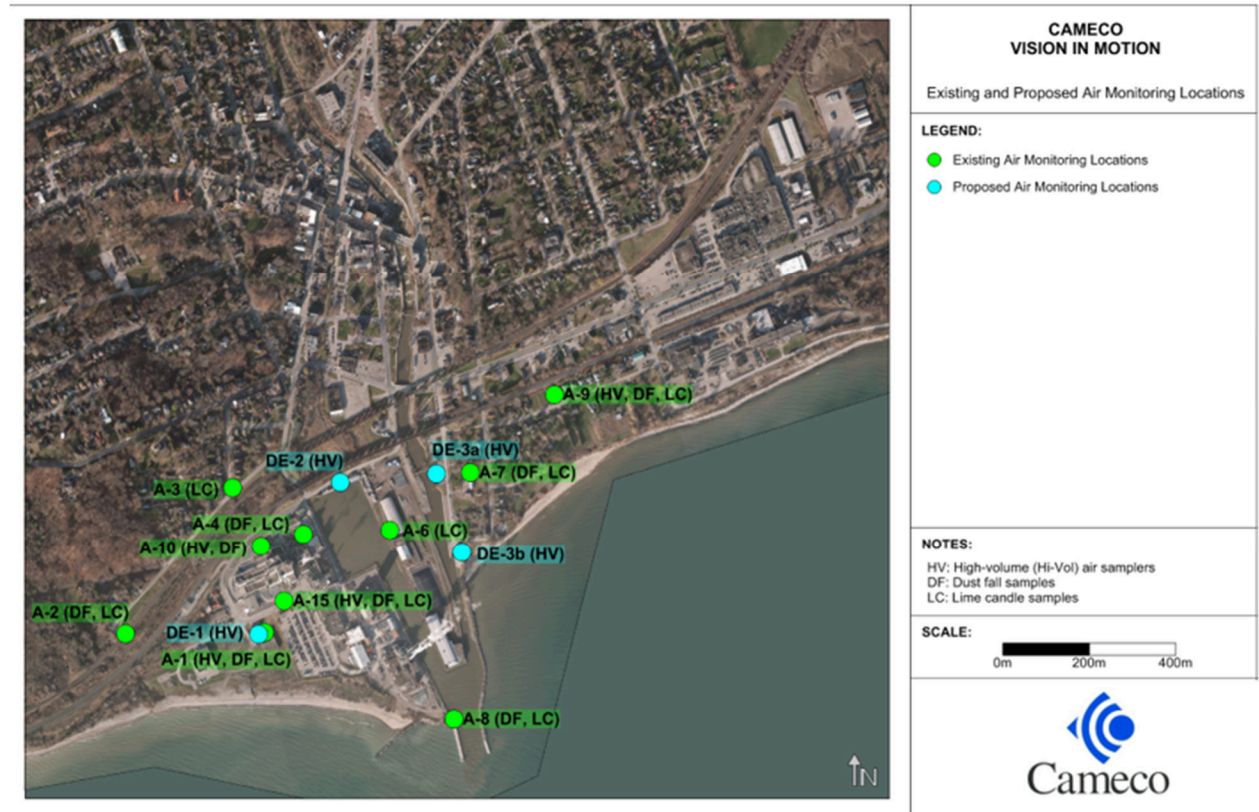 CAMECO
VISION IN MOTION
Existing and Proposed Air Monitoring Locations
LEGEND:
Existing Air Monitoring Locations
Proposed Air Monitoring Locations
A-9 (HV, DF, LC)
DE-3a (HV)
DE-2 (HV)
A-7 (DF, LC)
A-3 (LC)
A-4 (DF, LC)
A-6 (LC)
A-10 (HV, DF)
DE-3b (HV)
A-15 (HV, DF, LC)
A-2 (DF, LC)
DE-1 (HV)
A-1 (HV, DF, LC)
A-8 (DF, LC)
N
NOTES:
HV: High-volume (Hi-Vol) air samplers
DF: Dust fall samples
LC: Lime candle samples
SCALE:
0m 200m 400m
Cameco